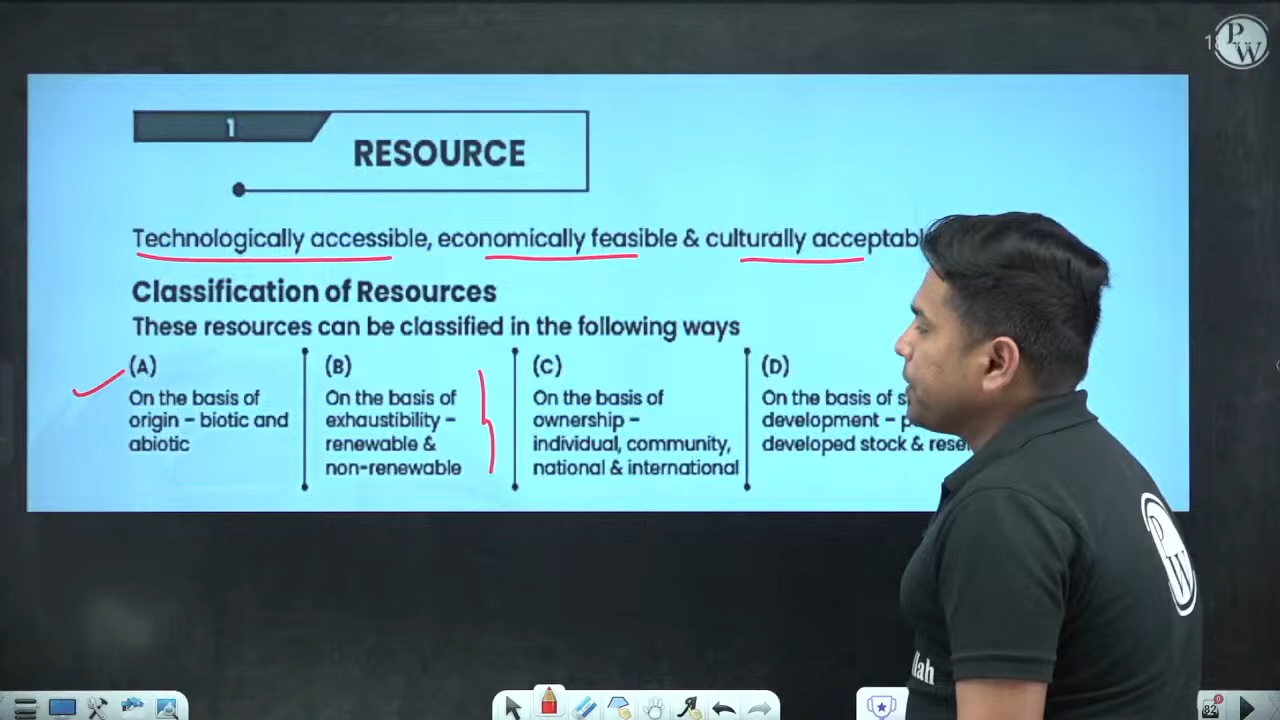 P
W
1
RESOURCE
Technologically accessible, economically feasible & culturally
Classification of Resources
These resources can be classified in the following ways
(A)
On the basis of
origin – biotic and
abiotic
(B)
On the basis of
exhaustibility –
renewable &
non-renewable
(C)
On the basis of
ownership –
individual, community,
national & international
(D)
On the basis of
development –
developed stock &
P
W
lah
82